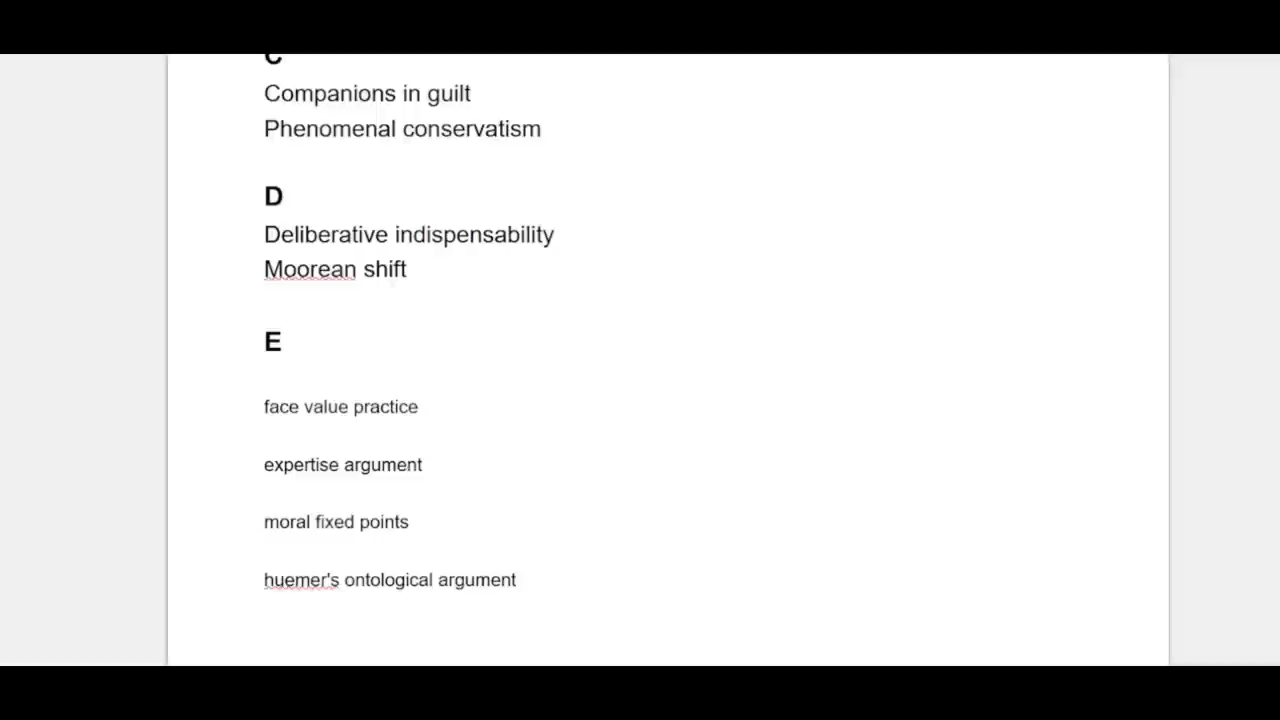 C
Companions in guilt
Phenomenal conservatism
D
Deliberative indispensability
Moorean shift
E
face value practice
expertise argument
moral fixed points
huemer's ontological argument